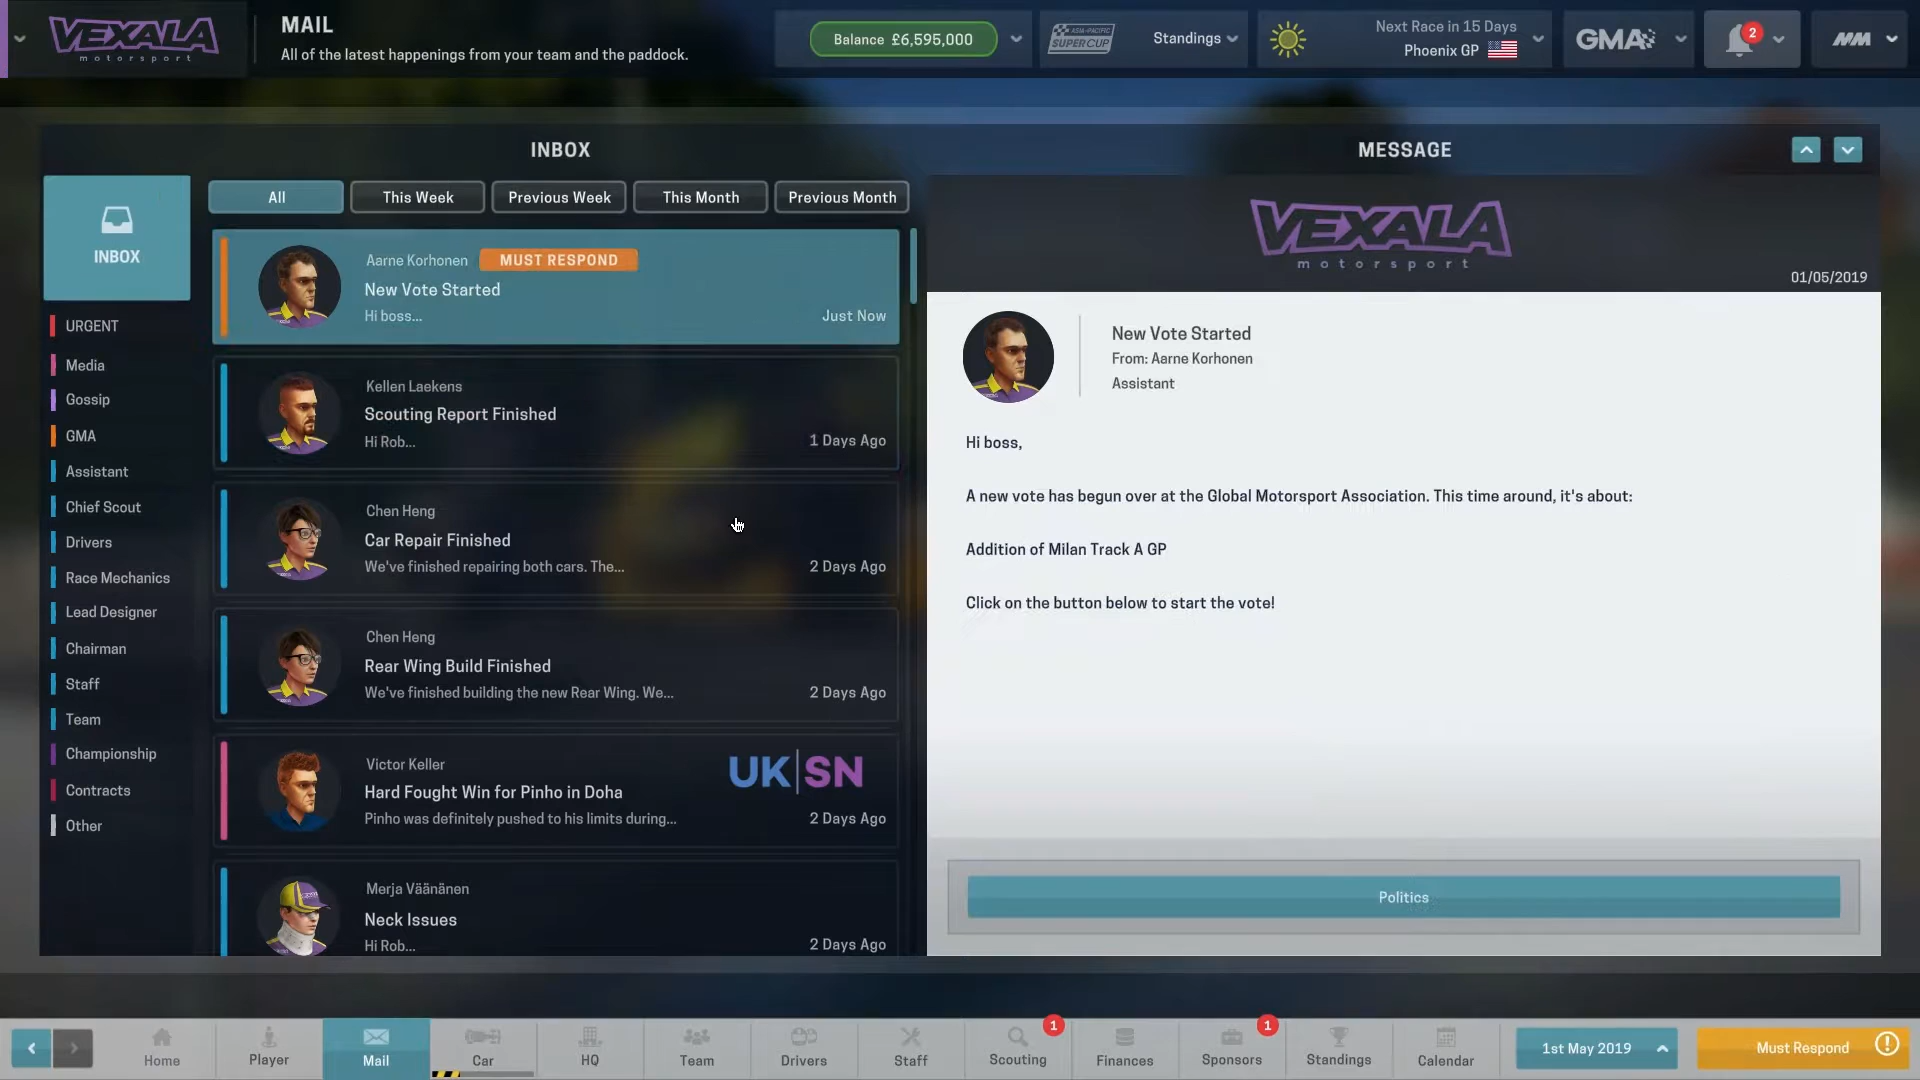 VEXALA
motorsport
MAIL
All of the latest happenings from your team and the paddock.
Balance £6,595,000
ASIA-PACIFIC
SUPER CUP
Standings
Next Race in 15 Days
Phoenix GP
GMA
2
MM
INBOX
MESSAGE
INBOX
URGENT
Media
Gossip
GMA
Assistant
Chief Scout
Drivers
Race Mechanics
Lead Designer
Chairman
Staff
Team
Championship
Contracts
Other
All
This Week
Previous Week
This Month
Previous Month
Aarne Korhonen MUST RESPOND
New Vote Started
Hi boss...
Just Now
Kellen Laekens
Scouting Report Finished
Hi Rob...
1 Days Ago
Chen Heng
Car Repair Finished
We've finished repairing both cars. The...
2 Days Ago
Chen Heng
Rear Wing Build Finished
We've finished building the new Rear Wing. We...
2 Days Ago
Victor Keller
UK|SN
Hard Fought Win for Pinho in Doha
Pinho was definitely pushed to his limits during...
2 Days Ago
Merja Väänänen
Neck Issues
Hi Rob...
2 Days Ago
VEXALA
motorsport
01/05/2019
New Vote Started
From: Aarne Korhonen
Assistant
Hi boss,
A new vote has begun over at the Global Motorsport Association. This time around, it's about:
Addition of Milan Track A GP
Click on the button below to start the vote!
Politics
Home
Player
Mail
Car
HQ
Team
Drivers
Staff
1
Scouting
Finances
1
Sponsors
Standings
Calendar
1st May 2019
Must Respond